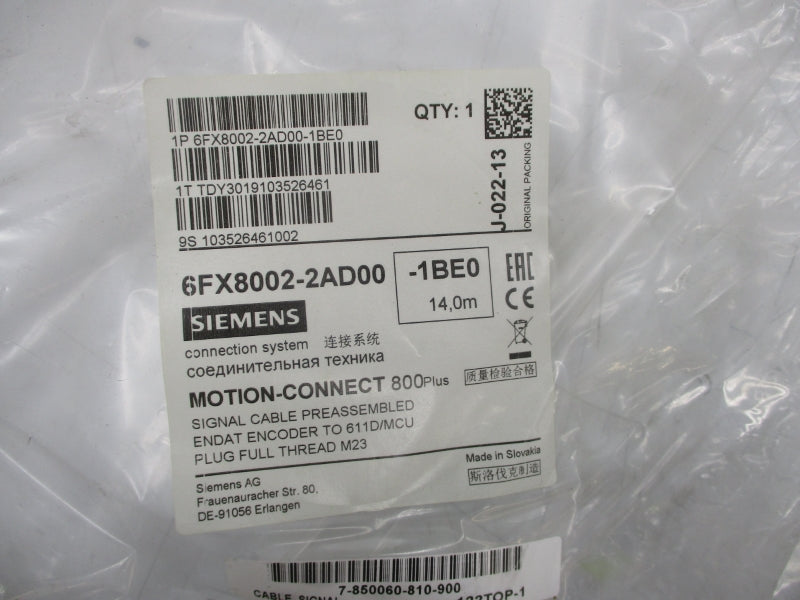 1P 6FX8002-2AD00-1BE0
QTY: 1
1T TDY3019103526461
9S 103526461002
J-022-13
ORIGINAL PACKING
6FX8002-2AD00
-1BE0
14,0m
EAC
CE
SIEMENS
connection system 连接系统
соединительная техника
MOTION-CONNECT 800Plus
质量检验合格
SIGNAL CABLE PREASSEMBLED
ENDAT ENCODER TO 611D/MCU
PLUG FULL THREAD M23
Made in Slovakia
斯洛伐克制造
Siemens AG
Frauenauracher Str. 80,
DE-91056 Erlangen
7-850060-810-900
CABLE, SIGNAL